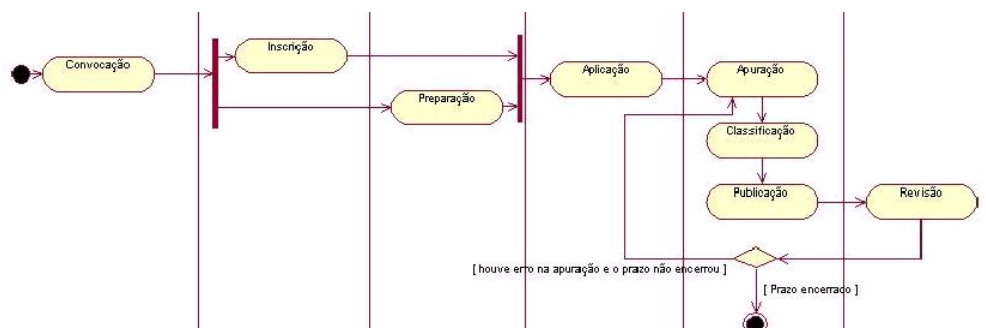 Convocação
Inscrição
Preparação
Aplicação
Apuração
Classificação
Publicação
Revisão
[ houve erro na apuração e o prazo não encerrou ]
[ Prazo encerrado ]